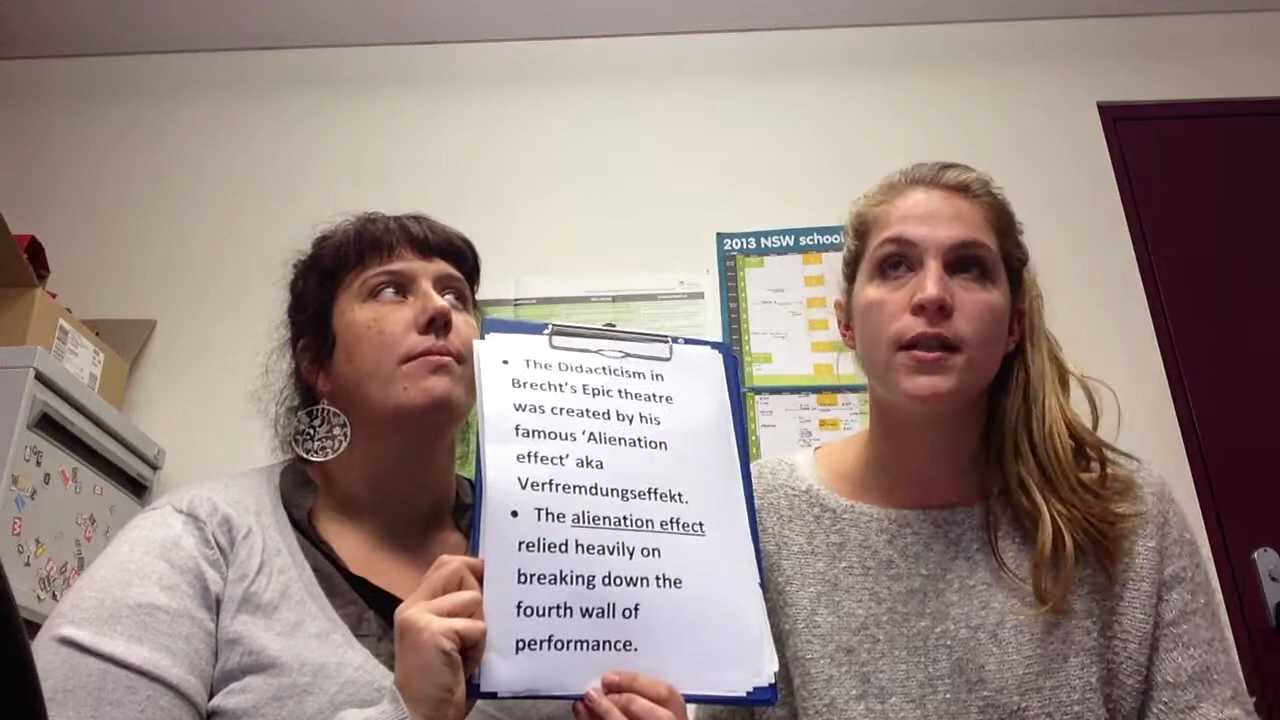 2013 NSW school
• The Didacticism in
Brecht's Epic theatre
was created by his
famous 'Alienation
effect' aka
Verfremdungseffekt.
• The alienation effect
relied heavily on
breaking down the
fourth wall of
performance.